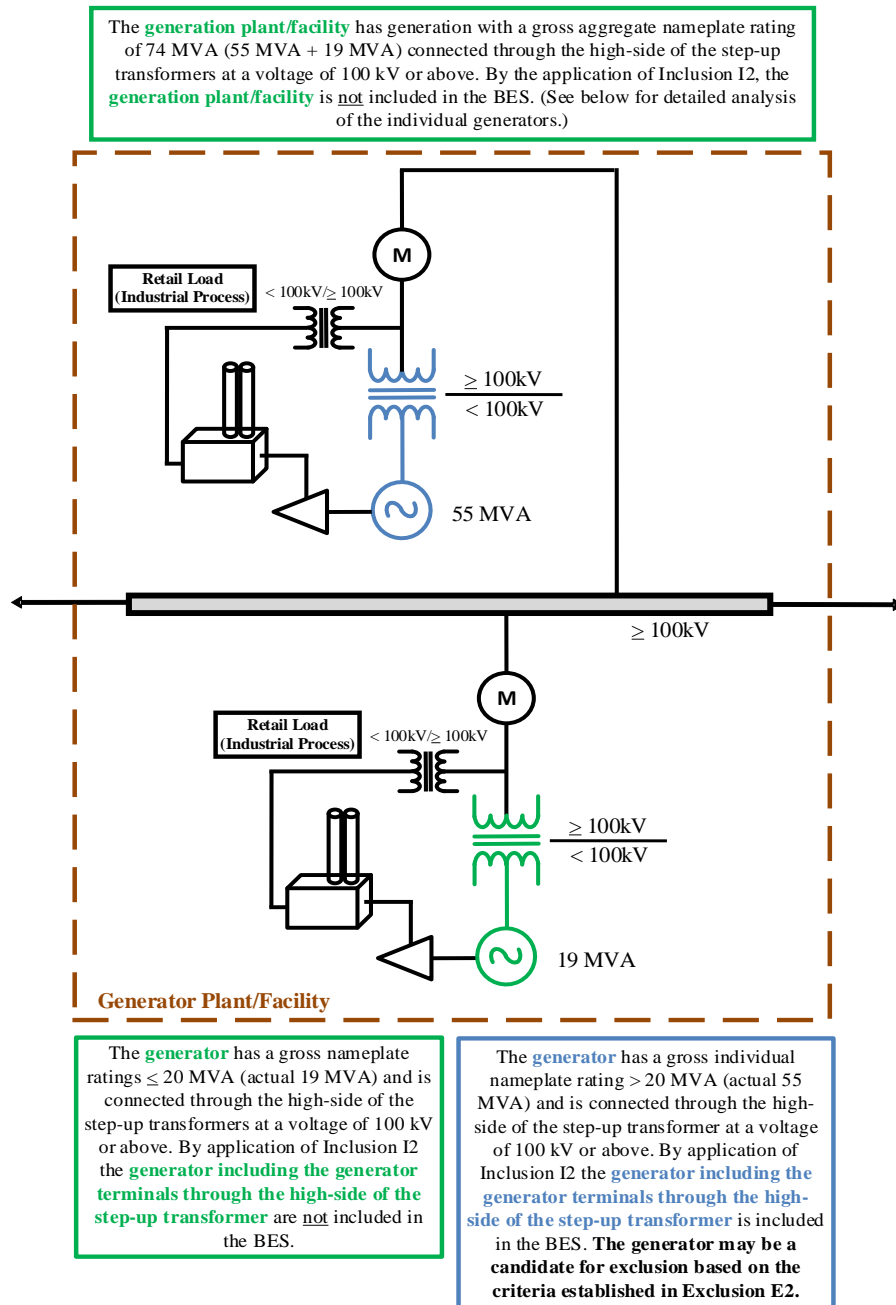 The generation plant/facility has generation with a gross aggregate nameplate rating
of 74 MVA (55 MVA + 19 MVA) connected through the high-side of the step-up
transformers at a voltage of 100 kV or above. By the application of Inclusion I2, the
generation plant/facility is not included in the BES. (See below for detailed analysis
of the individual generators.)
M
Retail Load
(Industrial Process)
< 100kV/≥ 100kV
≥ 100kV
< 100kV
55 MVA
≥ 100kV
M
Retail Load
(Industrial Process)
< 100kV/≥ 100kV
≥ 100kV
< 100kV
19 MVA
Generator Plant/Facility
The generator has a gross nameplate
ratings ≤ 20 MVA (actual 19 MVA) and is
connected through the high-side of the
step-up transformers at a voltage of 100 kV
or above. By application of Inclusion I2
the generator including the generator
terminals through the high-side of the
step-up transformer are not included in
the BES.
The generator has a gross individual
nameplate rating > 20 MVA (actual 55
MVA) and is connected through the high-
side of the step-up transformer at a voltage
of 100 kV or above. By application of
Inclusion I2 the generator including the
generator terminals through the high-
side of the step-up transformer is included
in the BES. The generator may be a
candidate for exclusion based on the
criteria established in Exclusion E2.